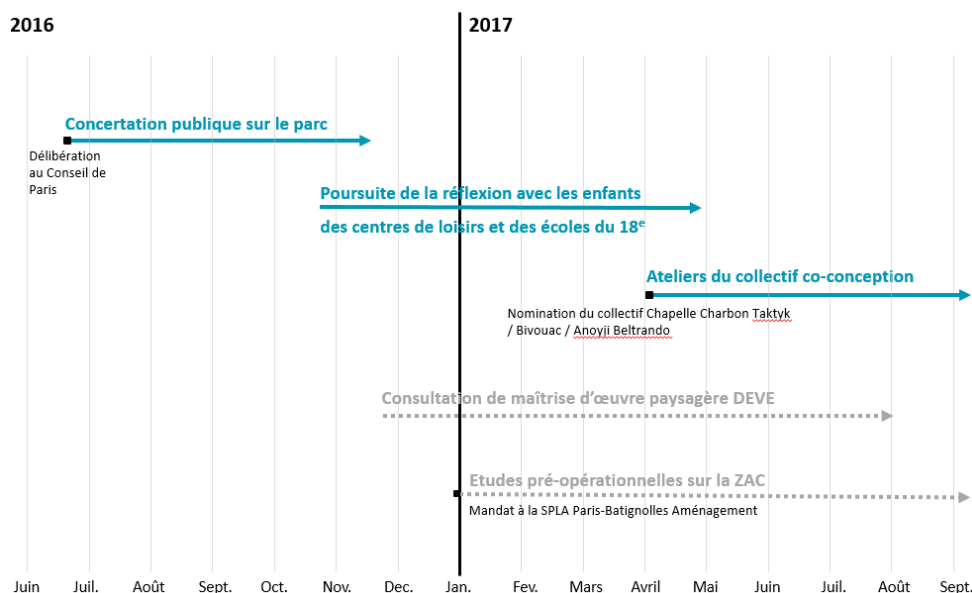 2016
2017
Concertation publique sur le parc
Délibération
au Conseil de
Paris
Poursuite de la réflexion avec les enfants
des centres de loisirs et des écoles du 18e
Ateliers du collectif co-conception
Nomination du collectif Chapelle Charbon Taktyk
/ Bivouac / Anoyji Beltrando
Consultation de maîtrise d’œuvre paysagère DEVE
Etudes pré-opérationnelles sur la ZAC
Mandat à la SPLA Paris-Batignolles Aménagement
Juin Juil. Août Sept. Oct. Nov. Dec. Jan. Fev. Mars Avril Mai Juin Juil. Août Sept.